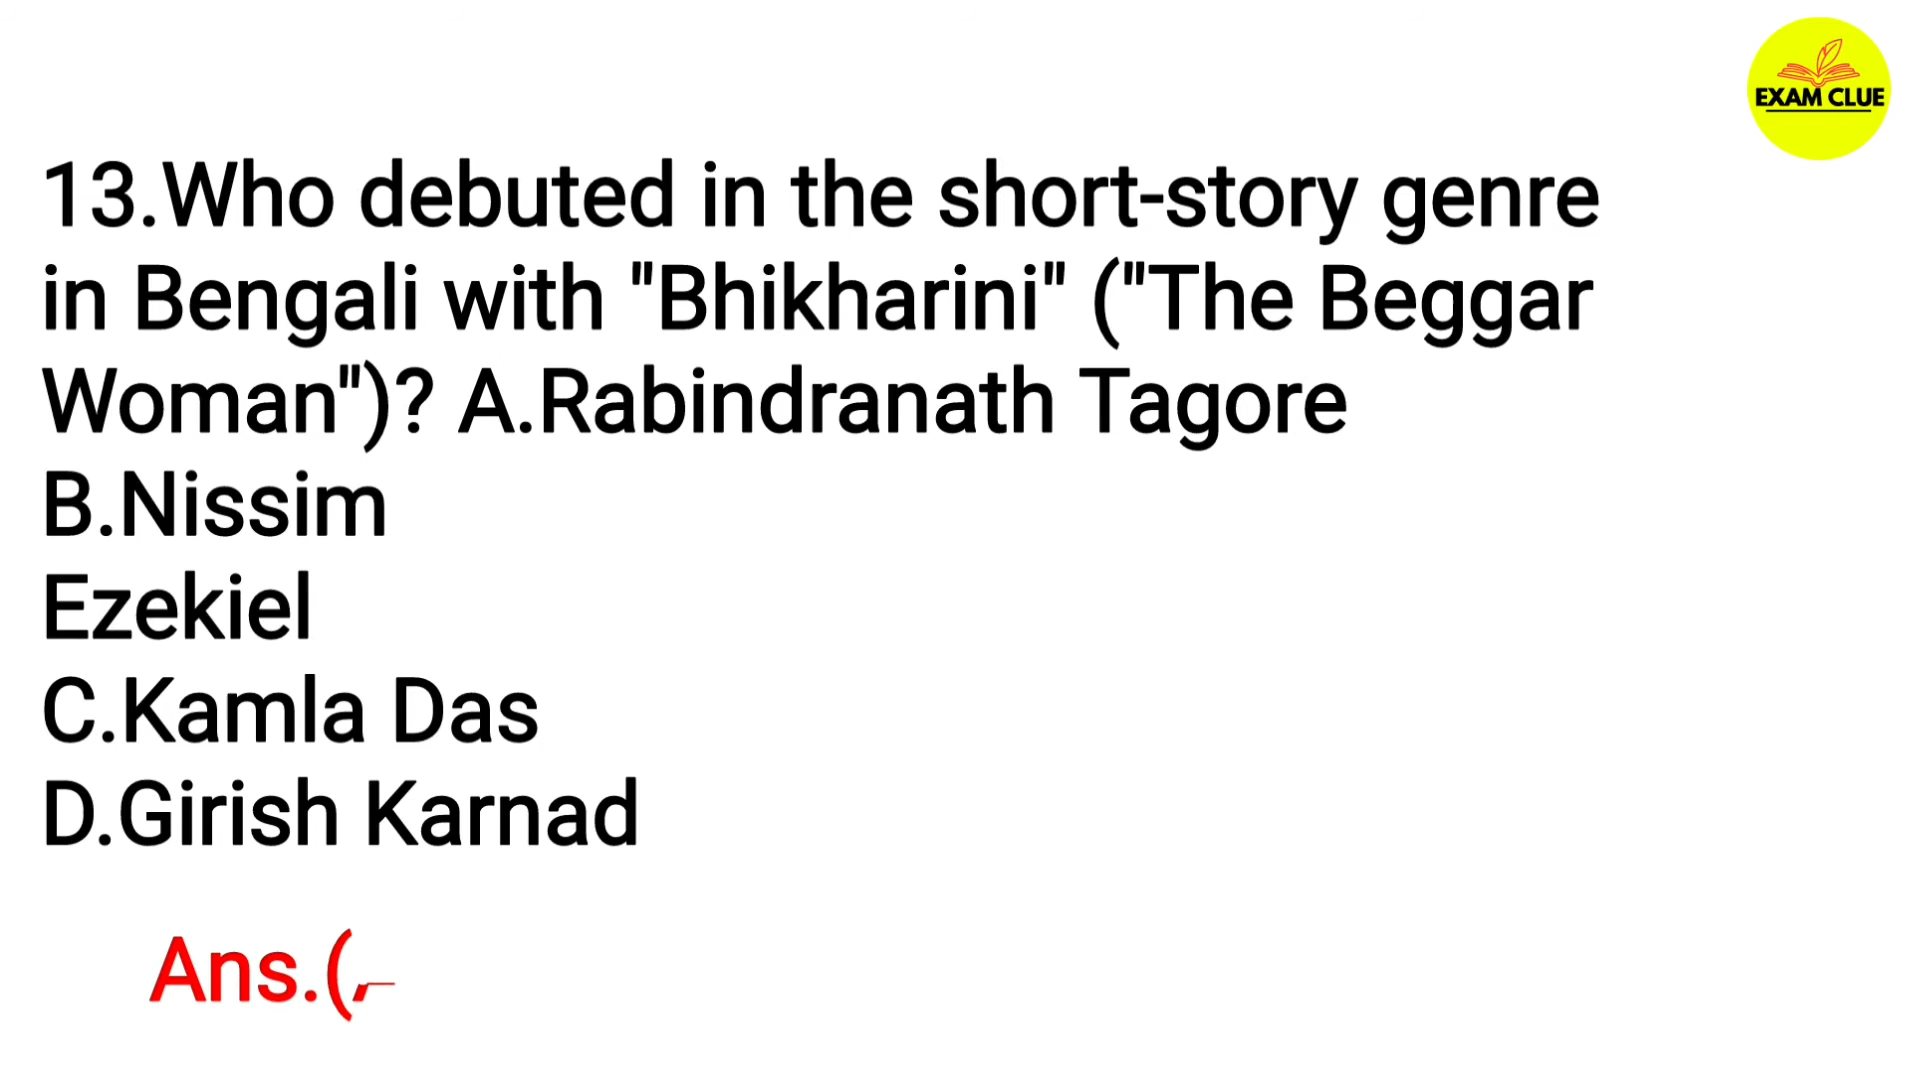 EXAM CLUE
13.Who debuted in the short-story genre
in Bengali with "Bhikharini" ("The Beggar
Woman")? A.Rabindranath Tagore
B.Nissim
Ezekiel
C.Kamla Das
D.Girish Karnad
Ans.(